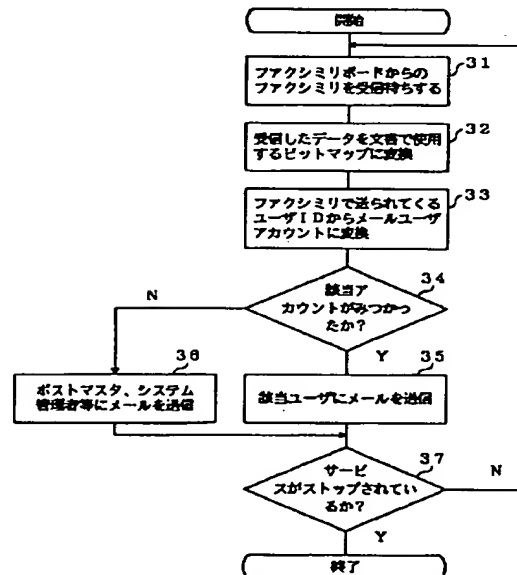 開始
31
ファクシミリボードからの
ファクシミリを受信待ちする
32
受信したデータを文書で使用
するビットマップに変換
33
ファクシミリで送られてくる
ユーザIDからメールユーザ
アカウントに変換
34
該当ア
カウントがみつかっ
たか?
N
Y
36
ポストマスタ、システム
管理者等にメールを送信
35
該当ユーザにメールを送信
37
サービ
スがストップされてい
るか?
N
Y
終了